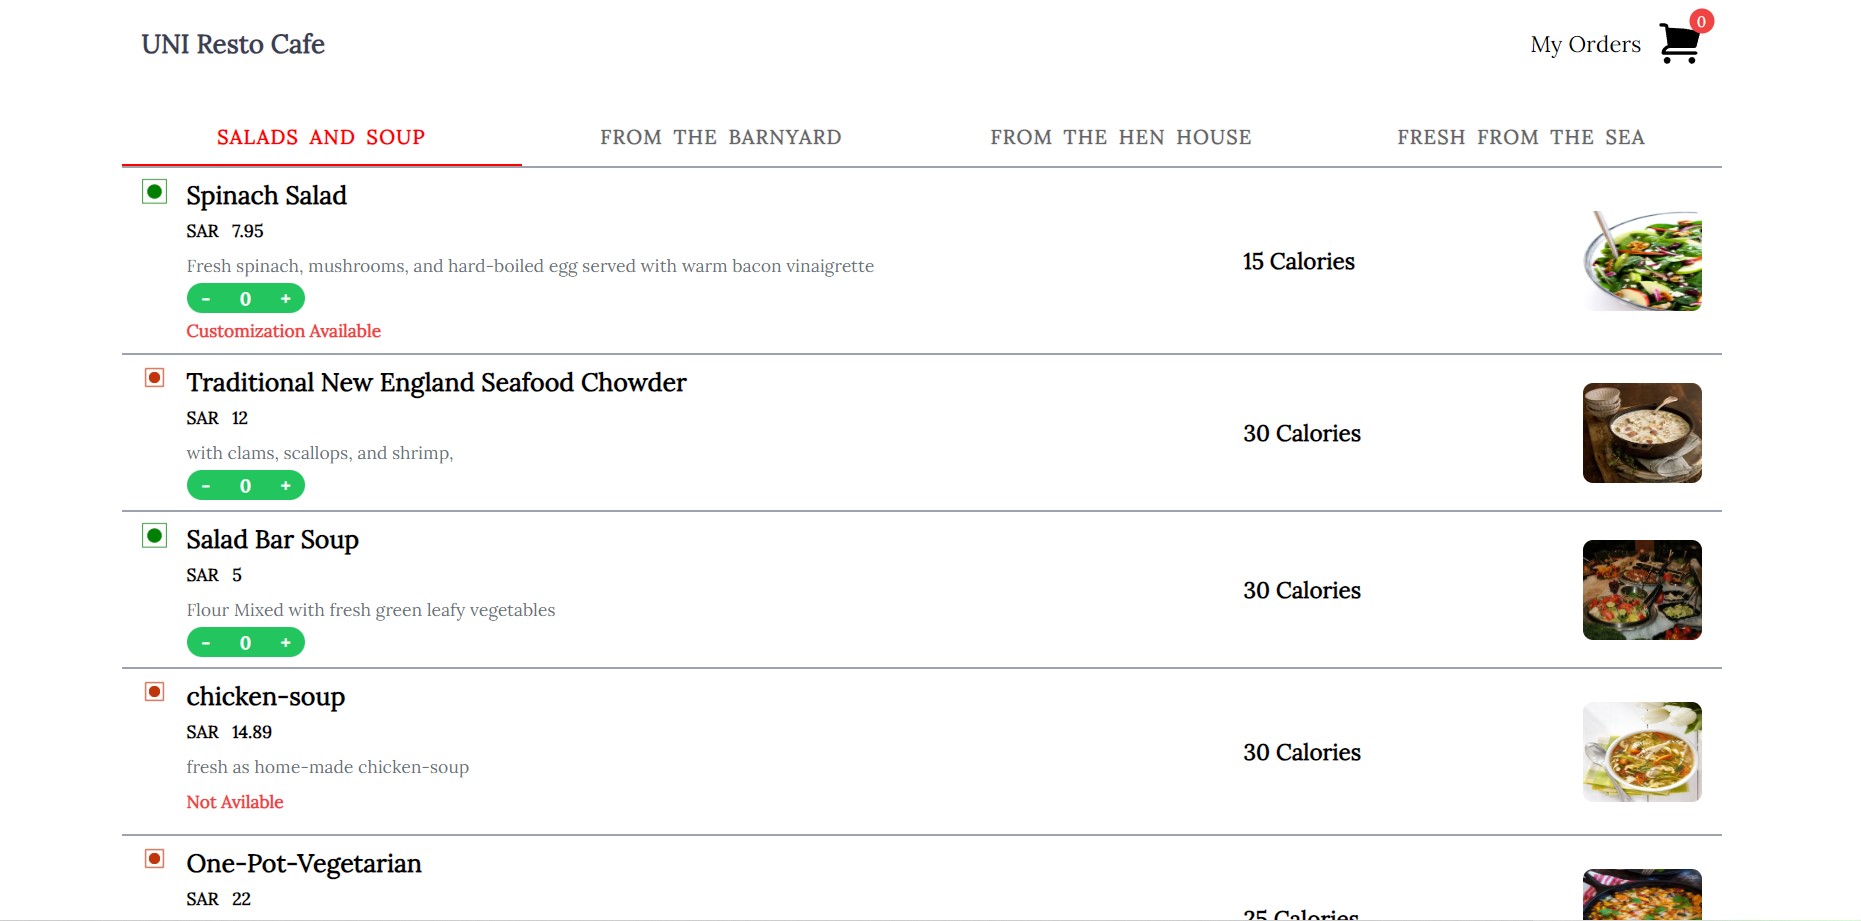 UNI Resto Cafe
My Orders
0
SALADS AND SOUP
FROM THE BARNYARD
FROM THE HEN HOUSE
FRESH FROM THE SEA
Spinach Salad
SAR 7.95
Fresh spinach, mushrooms, and hard-boiled egg served with warm bacon vinaigrette
- 0 +
Customization Available
15 Calories
Traditional New England Seafood Chowder
SAR 12
with clams, scallops, and shrimp,
- 0 +
30 Calories
Salad Bar Soup
SAR 5
Flour Mixed with fresh green leafy vegetables
- 0 +
30 Calories
chicken-soup
SAR 14.89
fresh as home-made chicken-soup
Not Avilable
30 Calories
One-Pot-Vegetarian
SAR 22
25 Calories